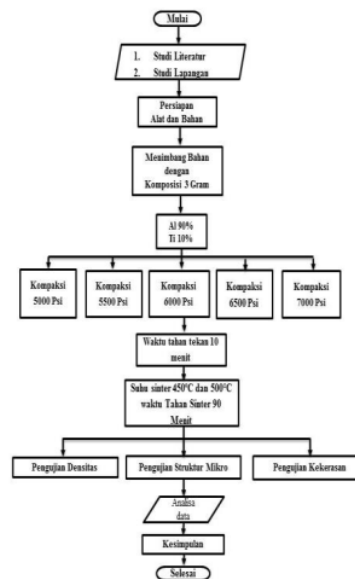 Mulai
1. Studi Literatur
2. Studi Lapangan
Persiapan
Alat dan Bahan
Menimbang Bahan
dengan
Komposisi 3 Gram
Al 90%
Ti 10%
Kompaksi
5000 Psi
Kompaksi
5500 Psi
Kompaksi
6000 Psi
Kompaksi
6500 Psi
Kompaksi
7000 Psi
Waktu tahan tekan 10
menit
Suhu sinter 450°C dan 500°C
waktu Tahan Sinter 90
Menit
Pengujian Densitas
Pengujian Struktur Mikro
Pengujian Kekerasan
Analisa
data
Kesimpulan
Selesai